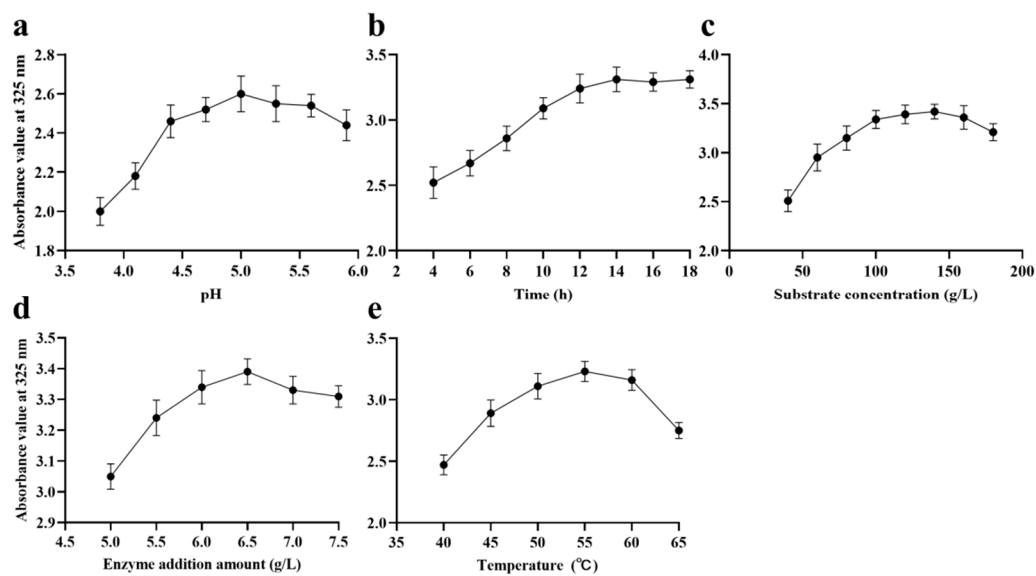 a
Absorbance value at 325 nm
2.8
2.6
2.4
2.2
2.0
1.8
3.5 4.0 4.5 5.0 5.5 6.0
pH
b
3.5
3.0
2.5
2.0
2 4 6 8 10 12 14 16 18
Time (h)
c
4.0
3.5
3.0
2.5
2.0
0 50 100 150 200
Substrate concentration (g/L)
d
Absorbance value at 325 nm
3.5
3.4
3.3
3.2
3.1
3.0
2.9
4.5 5.0 5.5 6.0 6.5 7.0 7.5
Enzyme addition amount (g/L)
e
3.5
3.0
2.5
2.0
35 40 45 50 55 60 65
Temperature (℃)